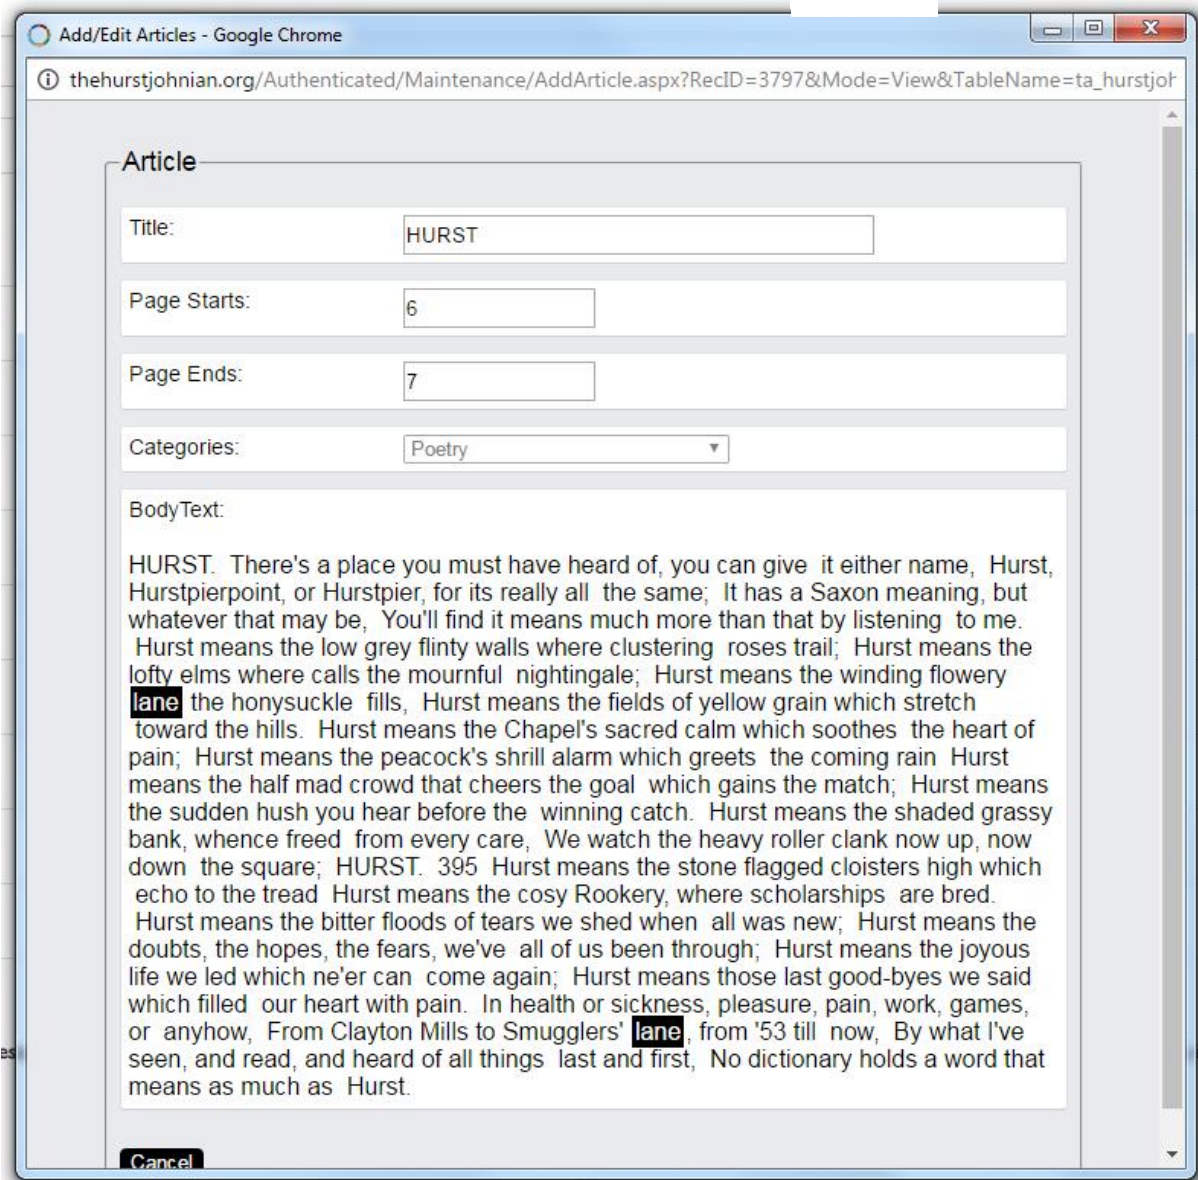 Add/Edit Articles - Google Chrome
thehurstjohnian.org/Authenticated/Maintenance/AddArticle.aspx?RecID=3797&Mode=View&TableName=ta_hurstjoh
Article
Title: HURST
Page Starts: 6
Page Ends: 7
Categories: Poetry
BodyText:
HURST. There's a place you must have heard of, you can give it either name, Hurst,
Hurstpierpoint, or Hurstpier, for its really all the same; It has a Saxon meaning, but
whatever that may be, You'll find it means much more than that by listening to me.
Hurst means the low grey flinty walls where clustering roses trail; Hurst means the
lofty elms where calls the mournful nightingale; Hurst means the winding flowery
lane the honysuckle fills, Hurst means the fields of yellow grain which stretch
toward the hills. Hurst means the Chapel's sacred calm which soothes the heart of
pain; Hurst means the peacock's shrill alarm which greets the coming rain Hurst
means the half mad crowd that cheers the goal which gains the match; Hurst means
the sudden hush you hear before the winning catch. Hurst means the shaded grassy
bank, whence freed from every care, We watch the heavy roller clank now up, now
down the square; HURST. 395 Hurst means the stone flagged cloisters high which
echo to the tread Hurst means the cosy Rookery, where scholarships are bred.
Hurst means the bitter floods of tears we shed when all was new; Hurst means the
doubts, the hopes, the fears, we've all of us been through; Hurst means the joyous
life we led which ne'er can come again; Hurst means those last good-byes we said
which filled our heart with pain. In health or sickness, pleasure, pain, work, games,
or anyhow, From Clayton Mills to Smugglers' lane, from '53 till now, By what I've
seen, and read, and heard of all things last and first, No dictionary holds a word that
means as much as Hurst.
Cancel